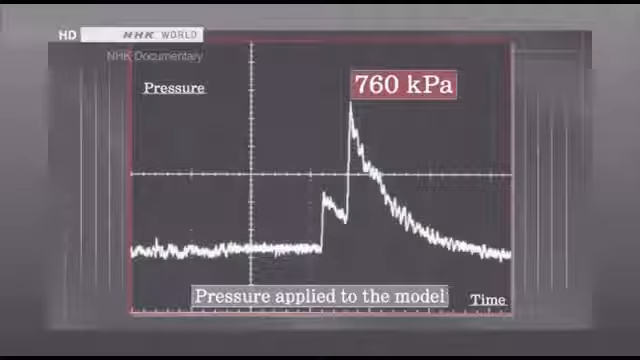 HD NHK WORLD
NHK Documentary
Pressure
760 kPa
Pressure applied to the model
Time